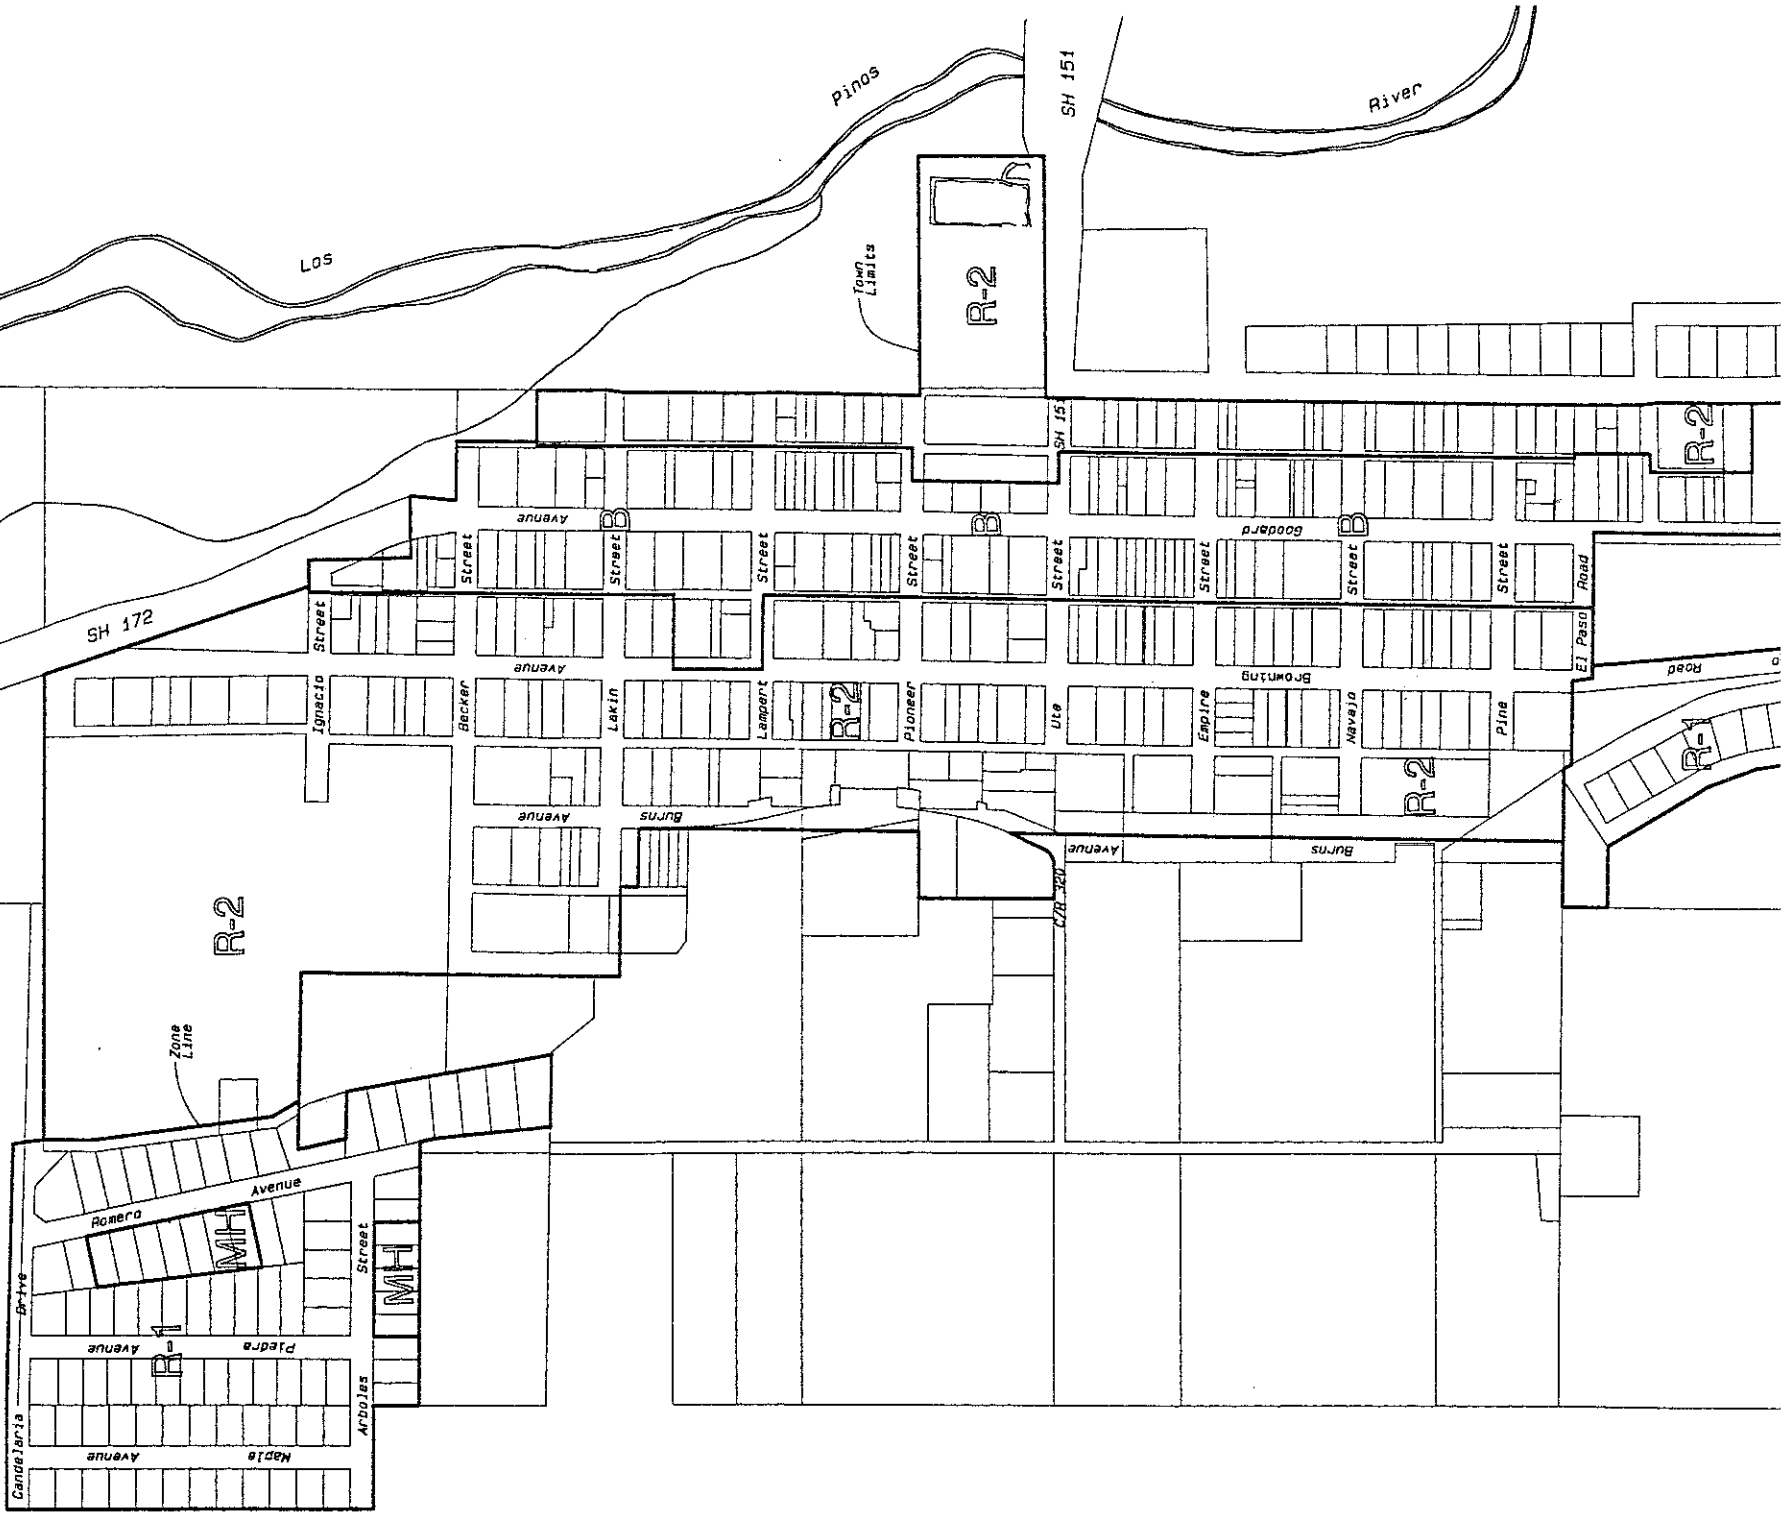 Pinos
SH 151
River
Los
Town
Limits
R-2
SH 15
R-2
Avenue
B
B
Goddard
B
Street
Street
Street
Street
Street
Street
Street
Street
Road
SH 172
Street
Ignacio
Avenue
Becker
Lakin
Lampert
R-2
Pioneer
Ute
Browning
Empire
Navajo
Pine
El Paso
Road
R-1
R-2
Avenue
Burns
Avenue
Burns
C/R 320
R-2
Zone
Line
Romero
Avenue
MH
Street
Arboles
MH
Candelaria
Drive
Avenue
Piedra
R-1
Avenue
Maple